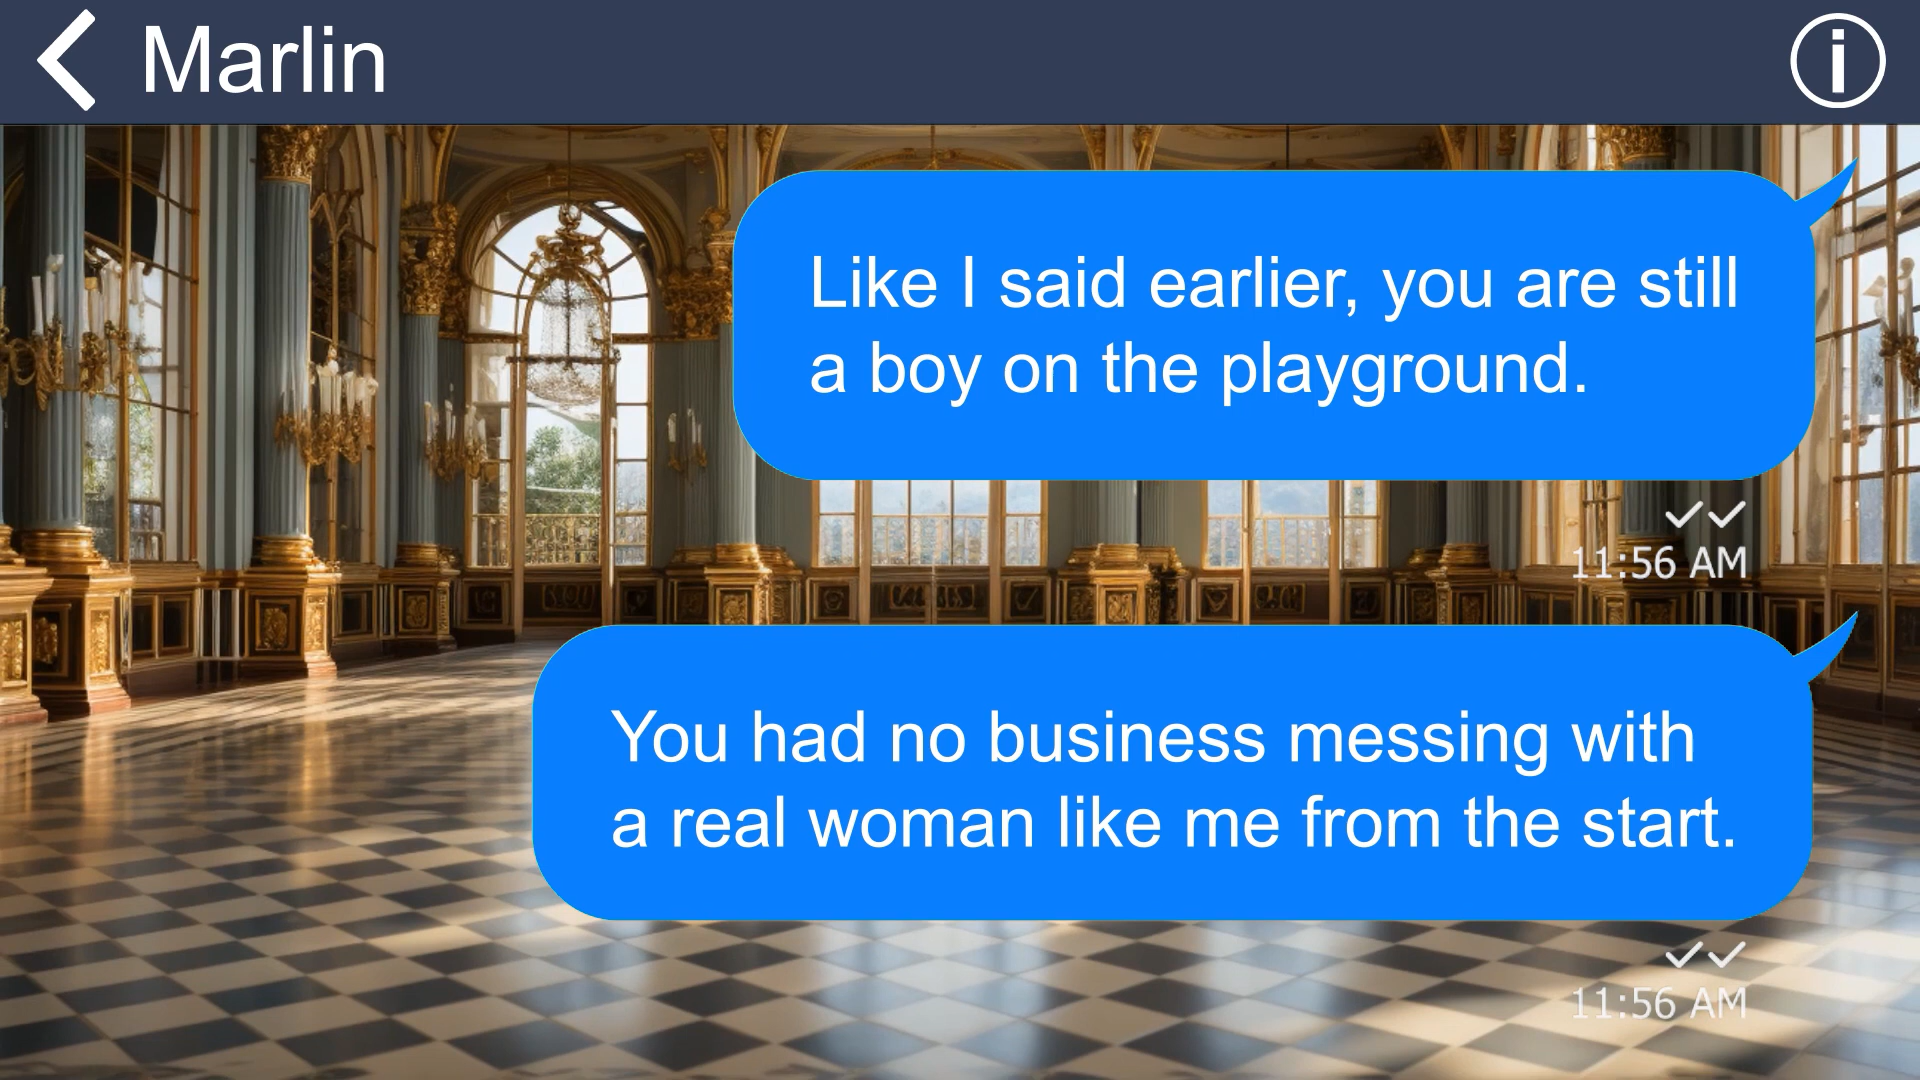 Marlin
Like I said earlier, you are still
a boy on the playground.
11:56 AM
You had no business messing with
a real woman like me from the start.
11:56 AM